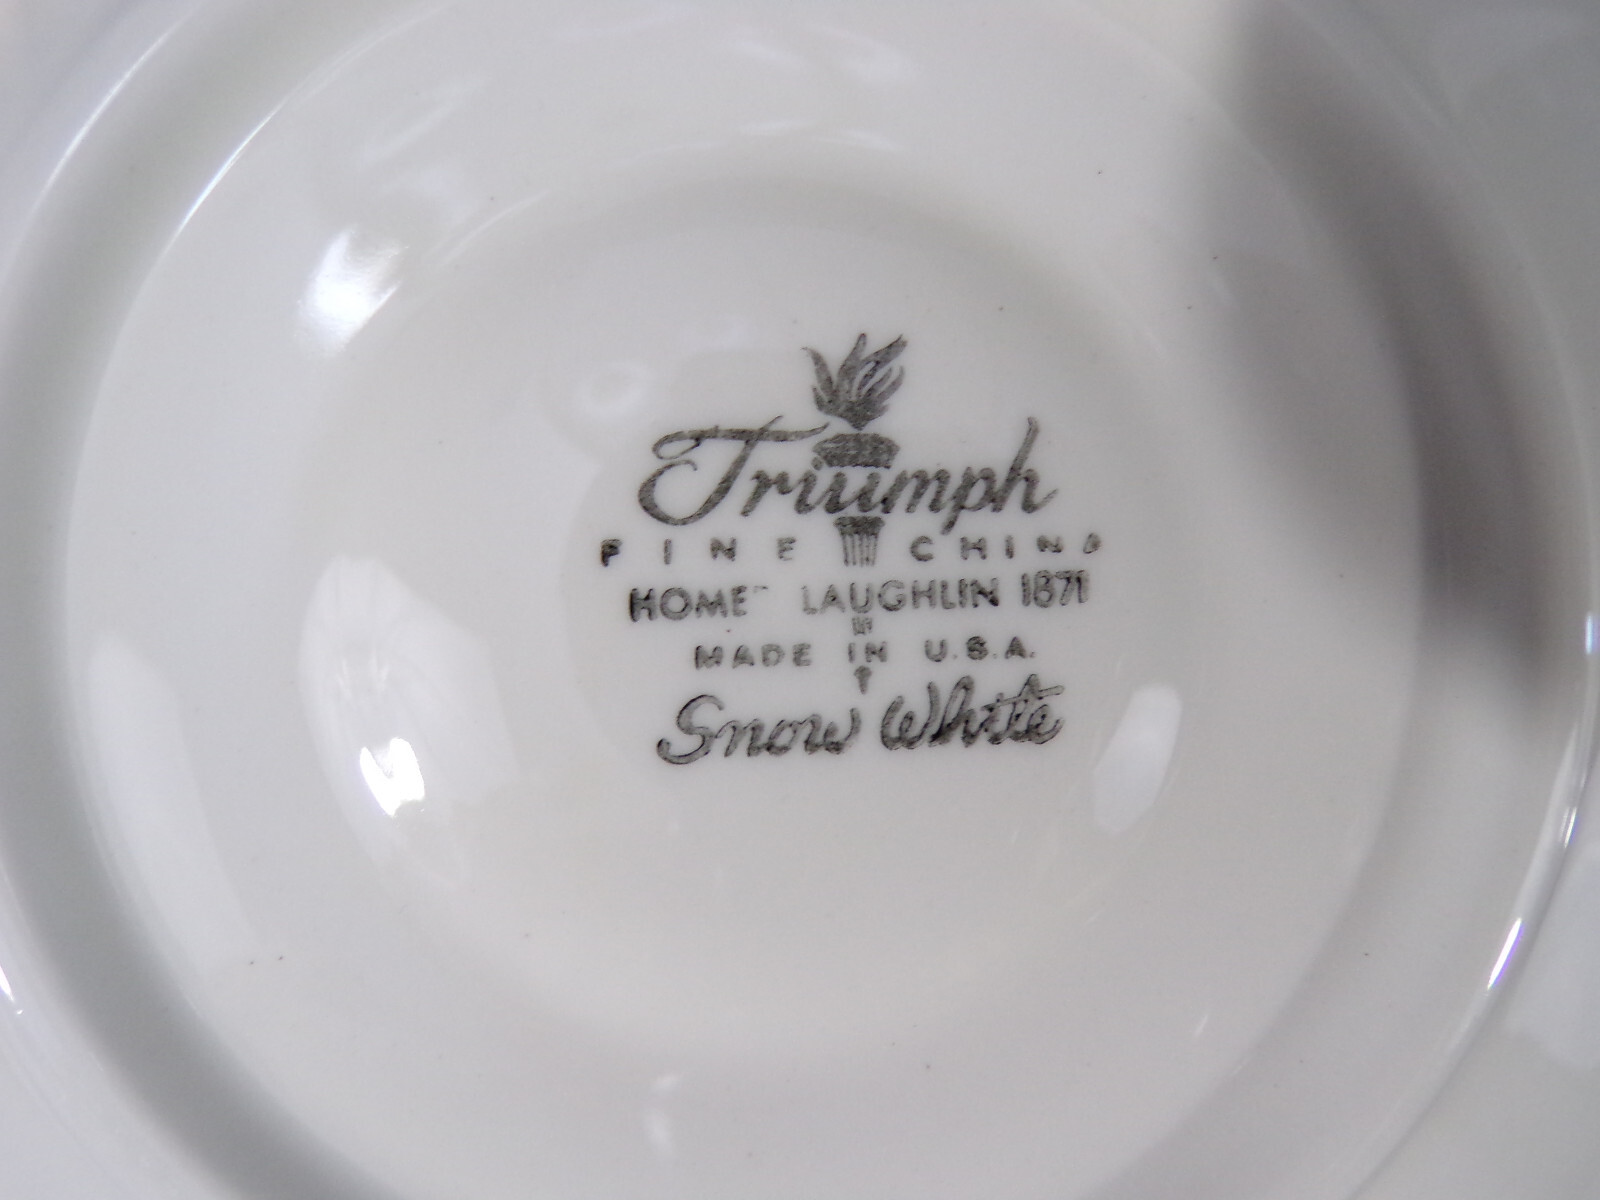 Triumph
FINE CHINA
HOMER LAUGHLIN 1871
MADE IN U.S.A.
Snow White